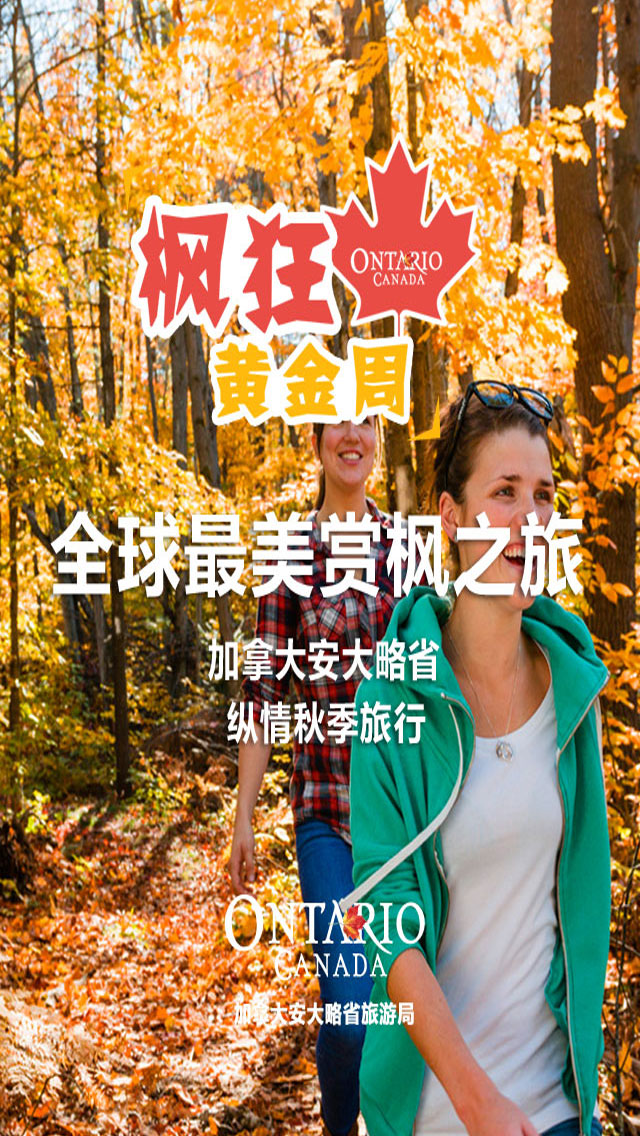 枫狂
ONTARIO
CANADA
黄金周
全球最美赏枫之旅
加拿大安大略省
纵情秋季旅行
ONTARIO
CANADA
加拿大安大略省旅游局